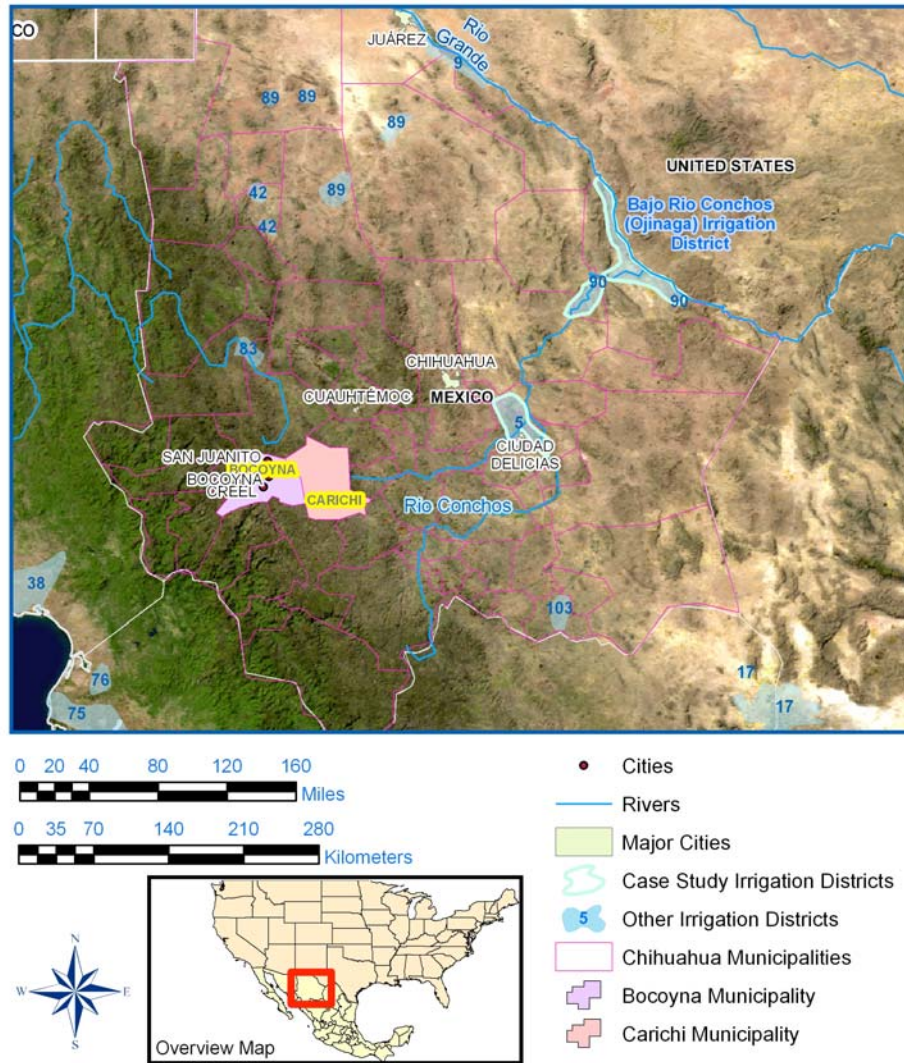 CO
JUÁREZ
Rio
Grande
9
89
89
89
UNITED STATES
42
89
Bajo Rio Conchos
(Ojinaga) Irrigation
District
42
90
90
83
CHIHUAHUA
CUAUHTÉMOC
MEXICO
5
CIUDAD
DELICIAS
SAN JUANITO
BOCOYNA
BOCOYNA
CREEL
CARICHI
Rio Conchos
38
103
76
17
75
17
0 20 40 80 120 160
Miles
0 35 70 140 210 280
Kilometers
Cities
Rivers
Major Cities
Case Study Irrigation Districts
5
Other Irrigation Districts
Chihuahua Municipalities
Bocoyna Municipality
Carichi Municipality
N
W E
S
Overview Map